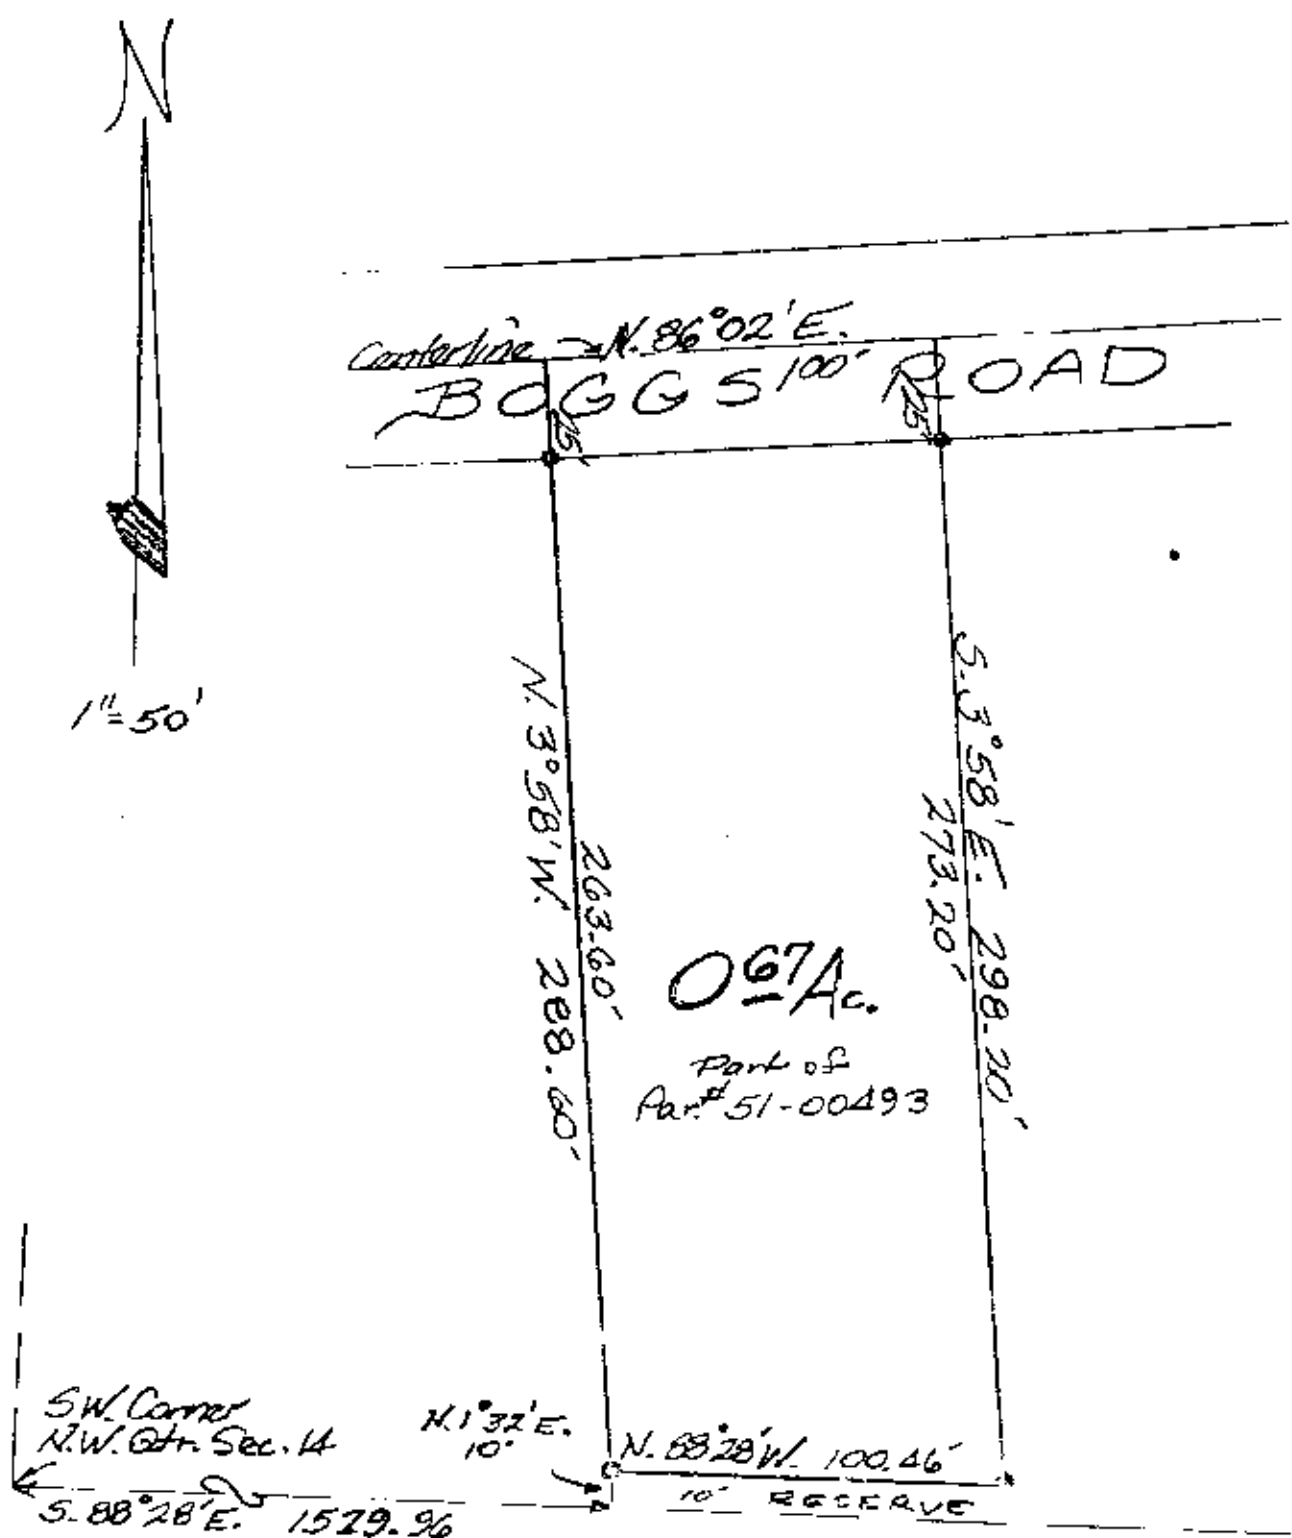 N
1"=50'
Centerline N. 86°02'E.
BOGGS 100' ROAD
25'
25'
N. 3°58'W. 288.60'
263.60'
S. 3°58'E. 298.20'
273.20'
0 67 Ac.
Part of
Par.# 51-00493
SW. Corner
N.W. Qtr. Sec. 14
S. 88°28'E. 1529.96
N. 1°32'E.
10'
N. 88°28'W. 100.46'
10' RESERVE